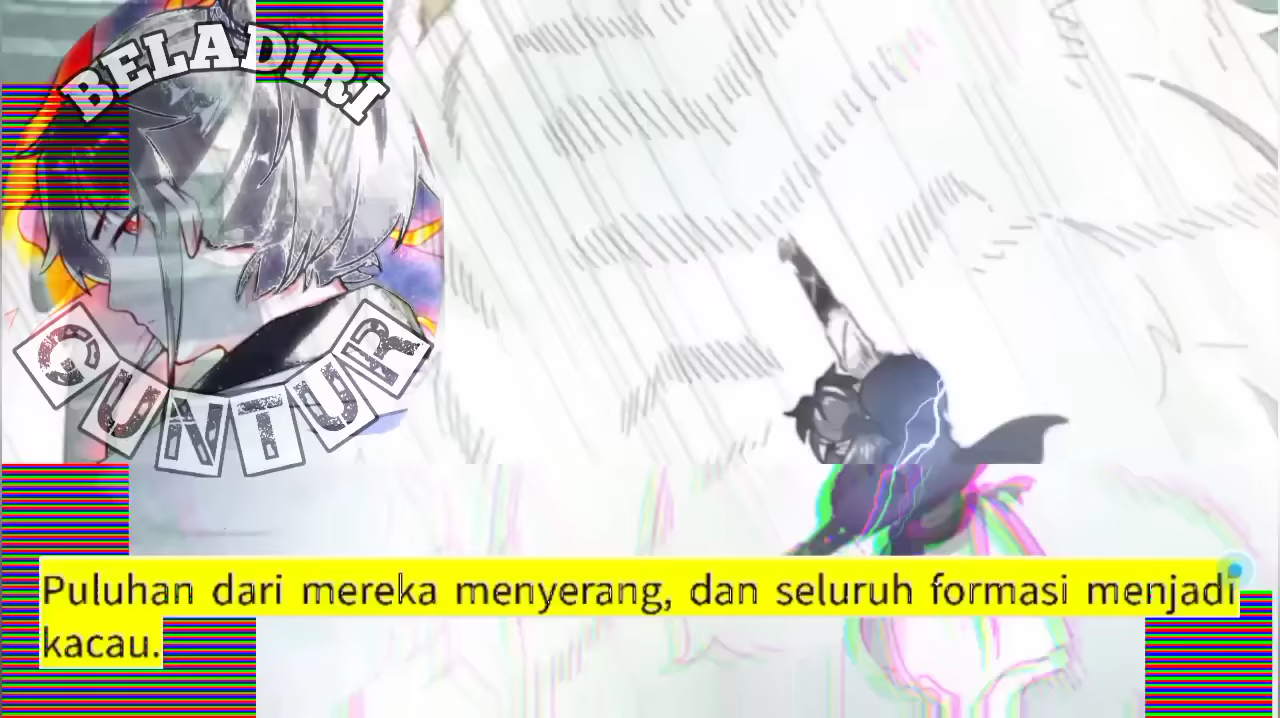 BELADIRI
GUNTUR
Puluhan dari mereka menyerang, dan seluruh formasi menjadi
kacau.